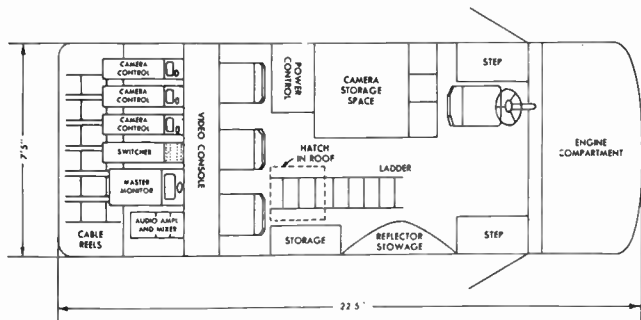 CAMERA
CONTROL
CAMERA
CONTROL
CAMERA
CONTROL
SWITCHER
MASTER
MONITOR
AUDIO AMPL
AND MIXER
CABLE
REELS
VIDEO CONSOLE
POWER
CONTROL
CAMERA
STORAGE
SPACE
HATCH
IN ROOF
LADDER
STORAGE
REFLECTOR
STOWAGE
STEP
STEP
ENGINE
COMPARTMENT
7'5"
22.5'